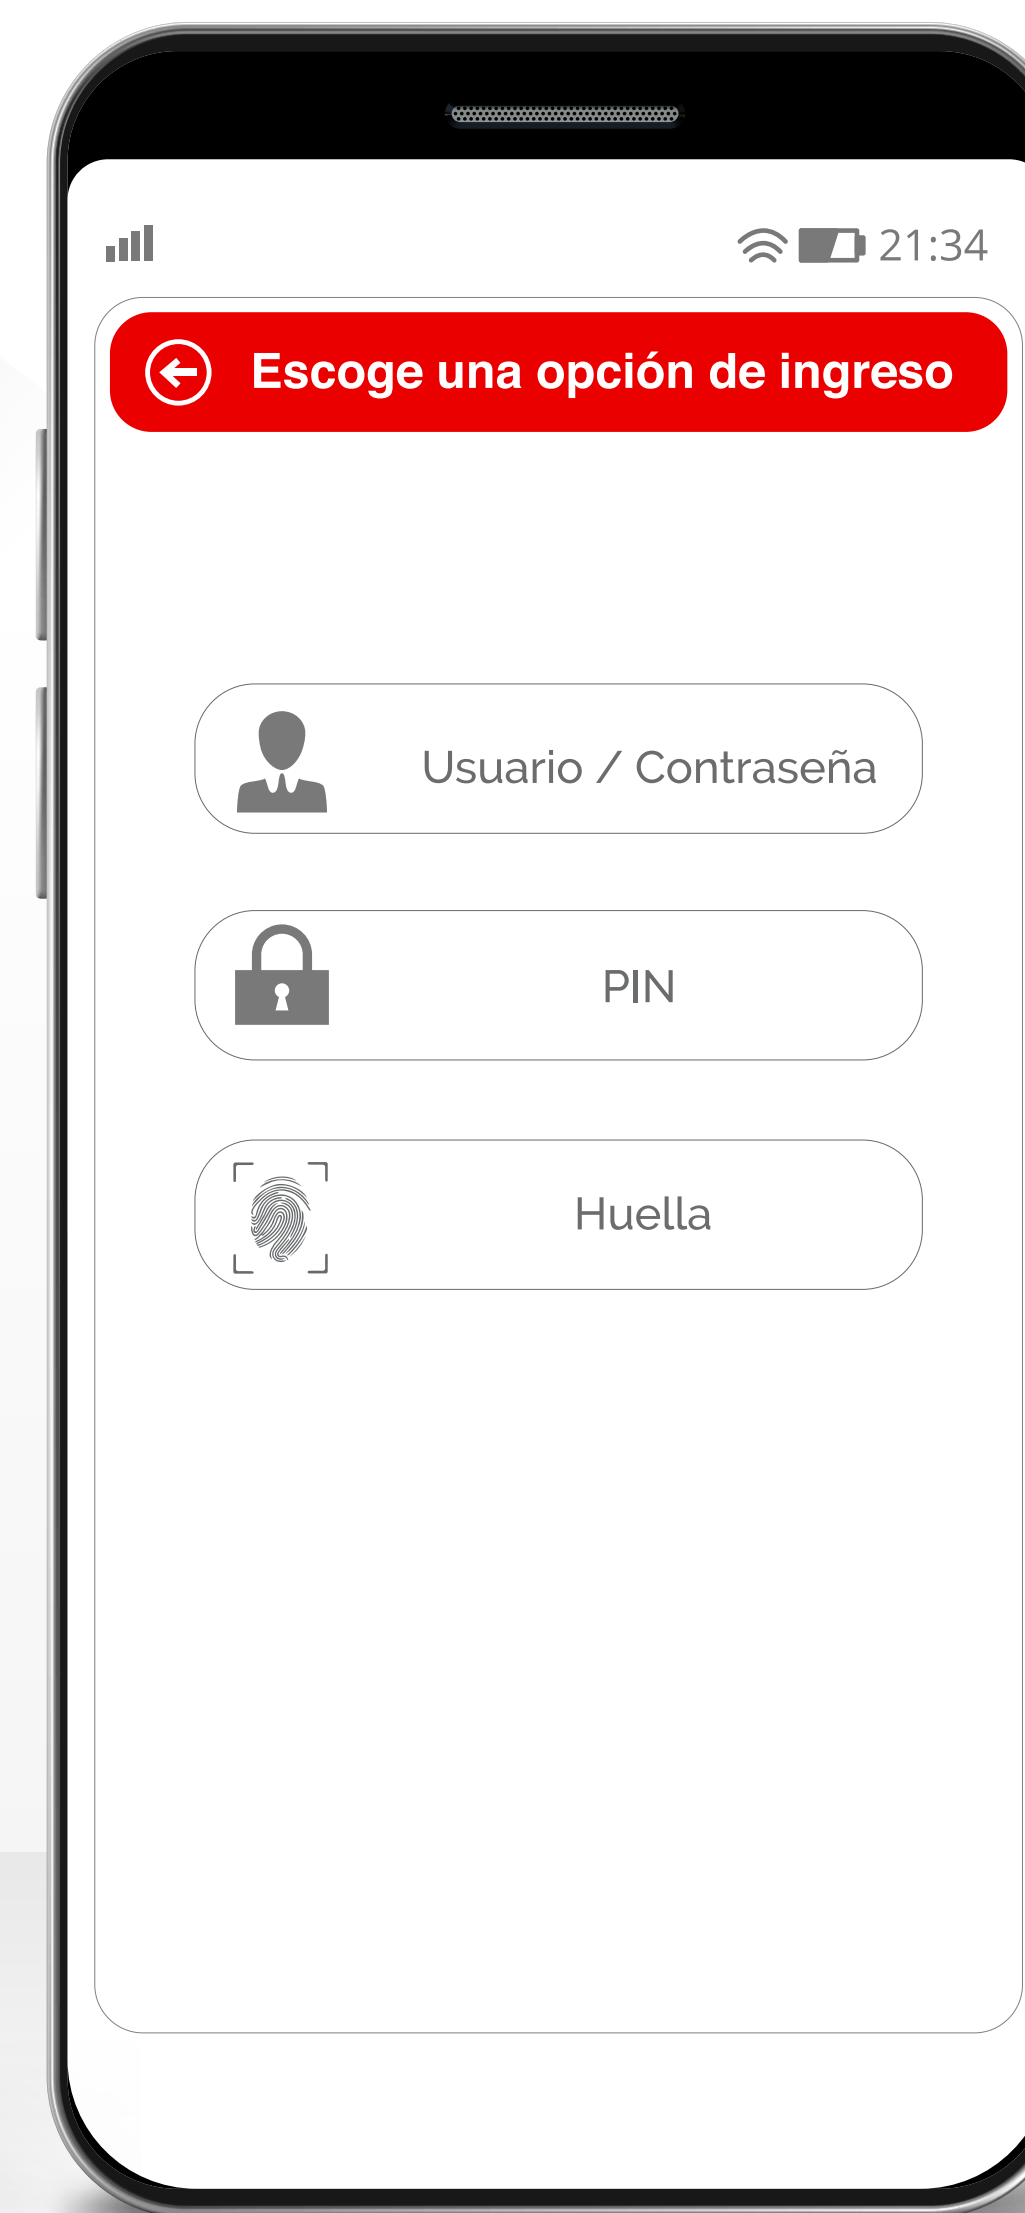 21:34
Escoge una opción de ingreso
Usuario / Contraseña
PIN
Huella